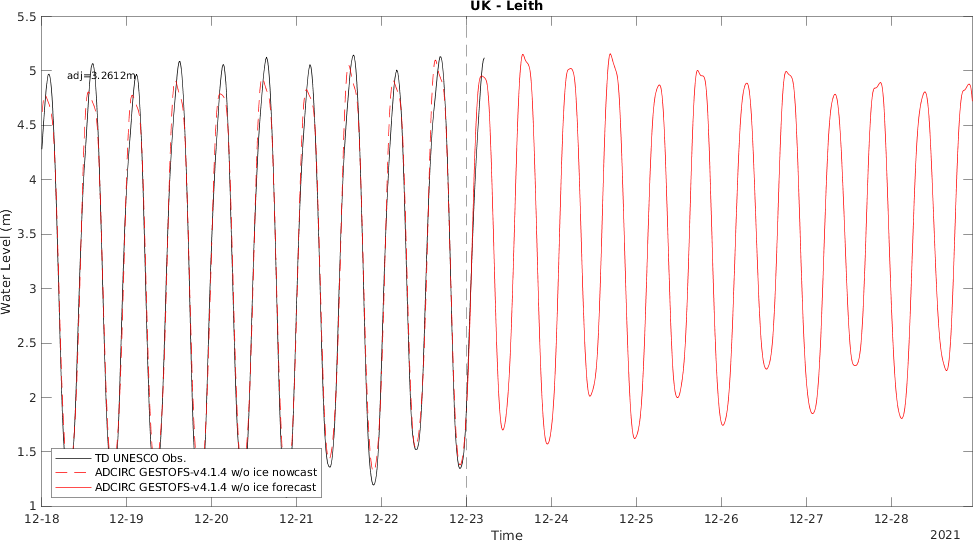 UK - Leith
5.5
5
4.5
4
3.5
3
2.5
2
1.5
1
Water Level (m)
adj=3.2612m
TD UNESCO Obs.
ADCIRC GESTOFS-v4.1.4 w/o ice nowcast
ADCIRC GESTOFS-v4.1.4 w/o ice forecast
12-18 12-19 12-20 12-21 12-22 12-23 12-24 12-25 12-26 12-27 12-28
Time
2021